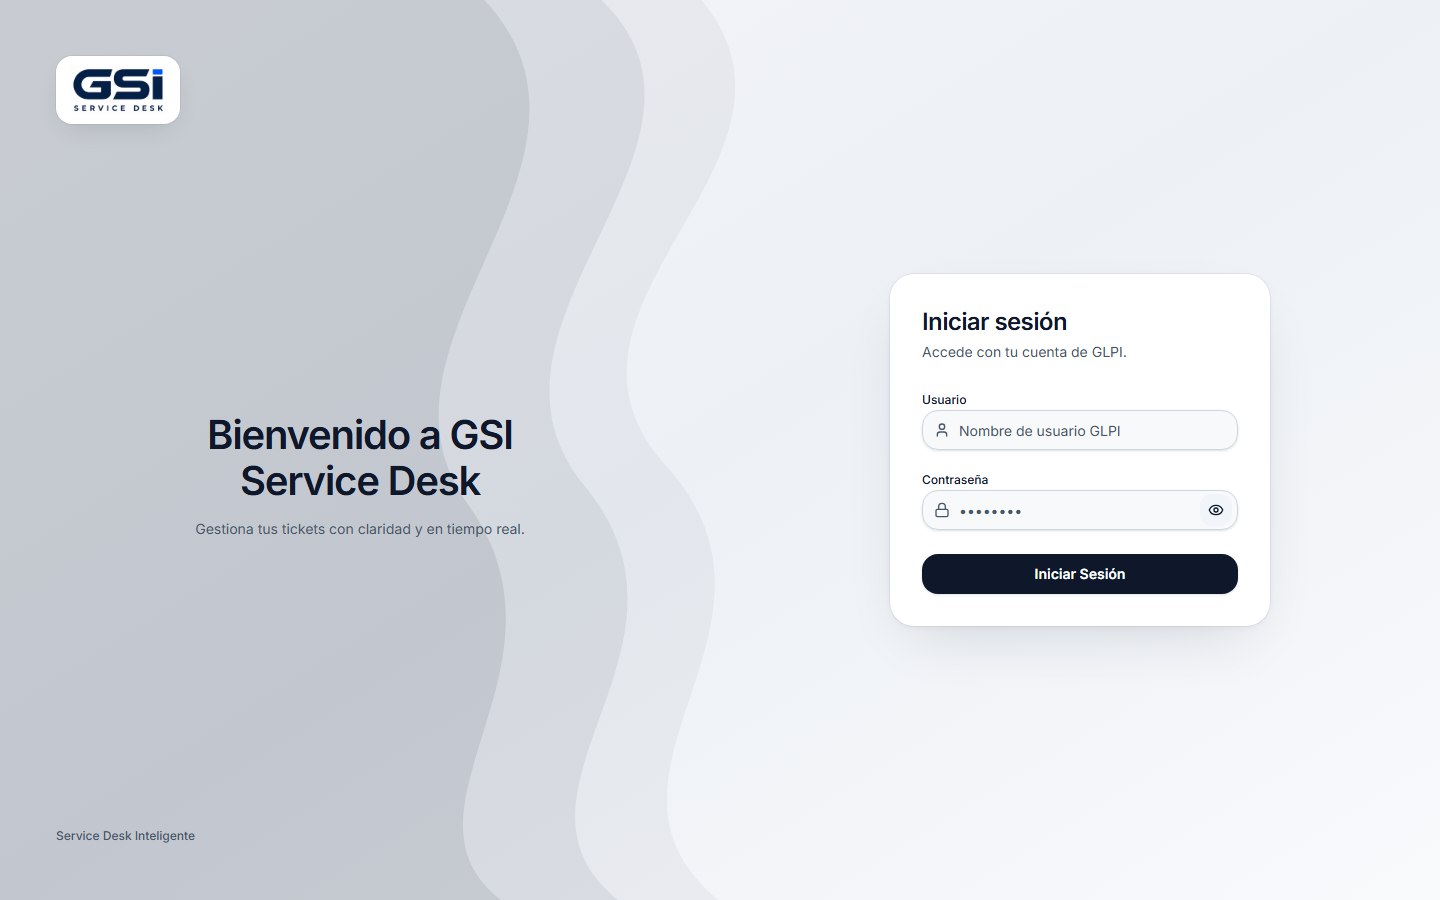 GSi
SERVICE DESK
Bienvenido a GSI
Service Desk
Gestiona tus tickets con claridad y en tiempo real.
Service Desk Inteligente
Iniciar sesión
Accede con tu cuenta de GLPI.
Usuario
Nombre de usuario GLPI
Contraseña
••••••••
Iniciar Sesión